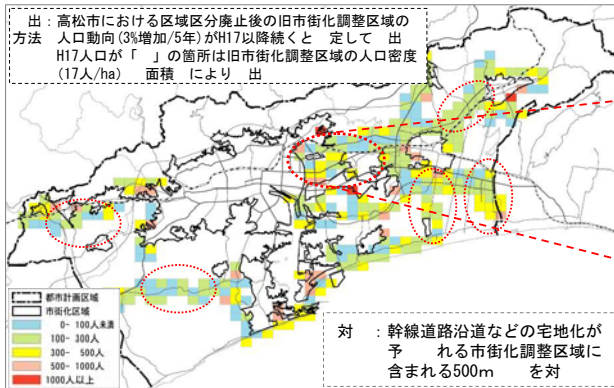 出 : 高松市における区域区分廃止後の旧市街化調整区域の
方法 人口動向(3%増加/5年)がH17以降続くと 定して 出
H17人口が「 」の箇所は旧市街化調整区域の人口密度
(17人/ha) 面積 により 出
都市計画区域
市街化区域
0- 100人未満
100- 300人
300- 500人
500- 1000人
1000人以上
対 : 幹線道路沿道などの宅地化が
予 れる市街化調整区域に
含まれる500m を対